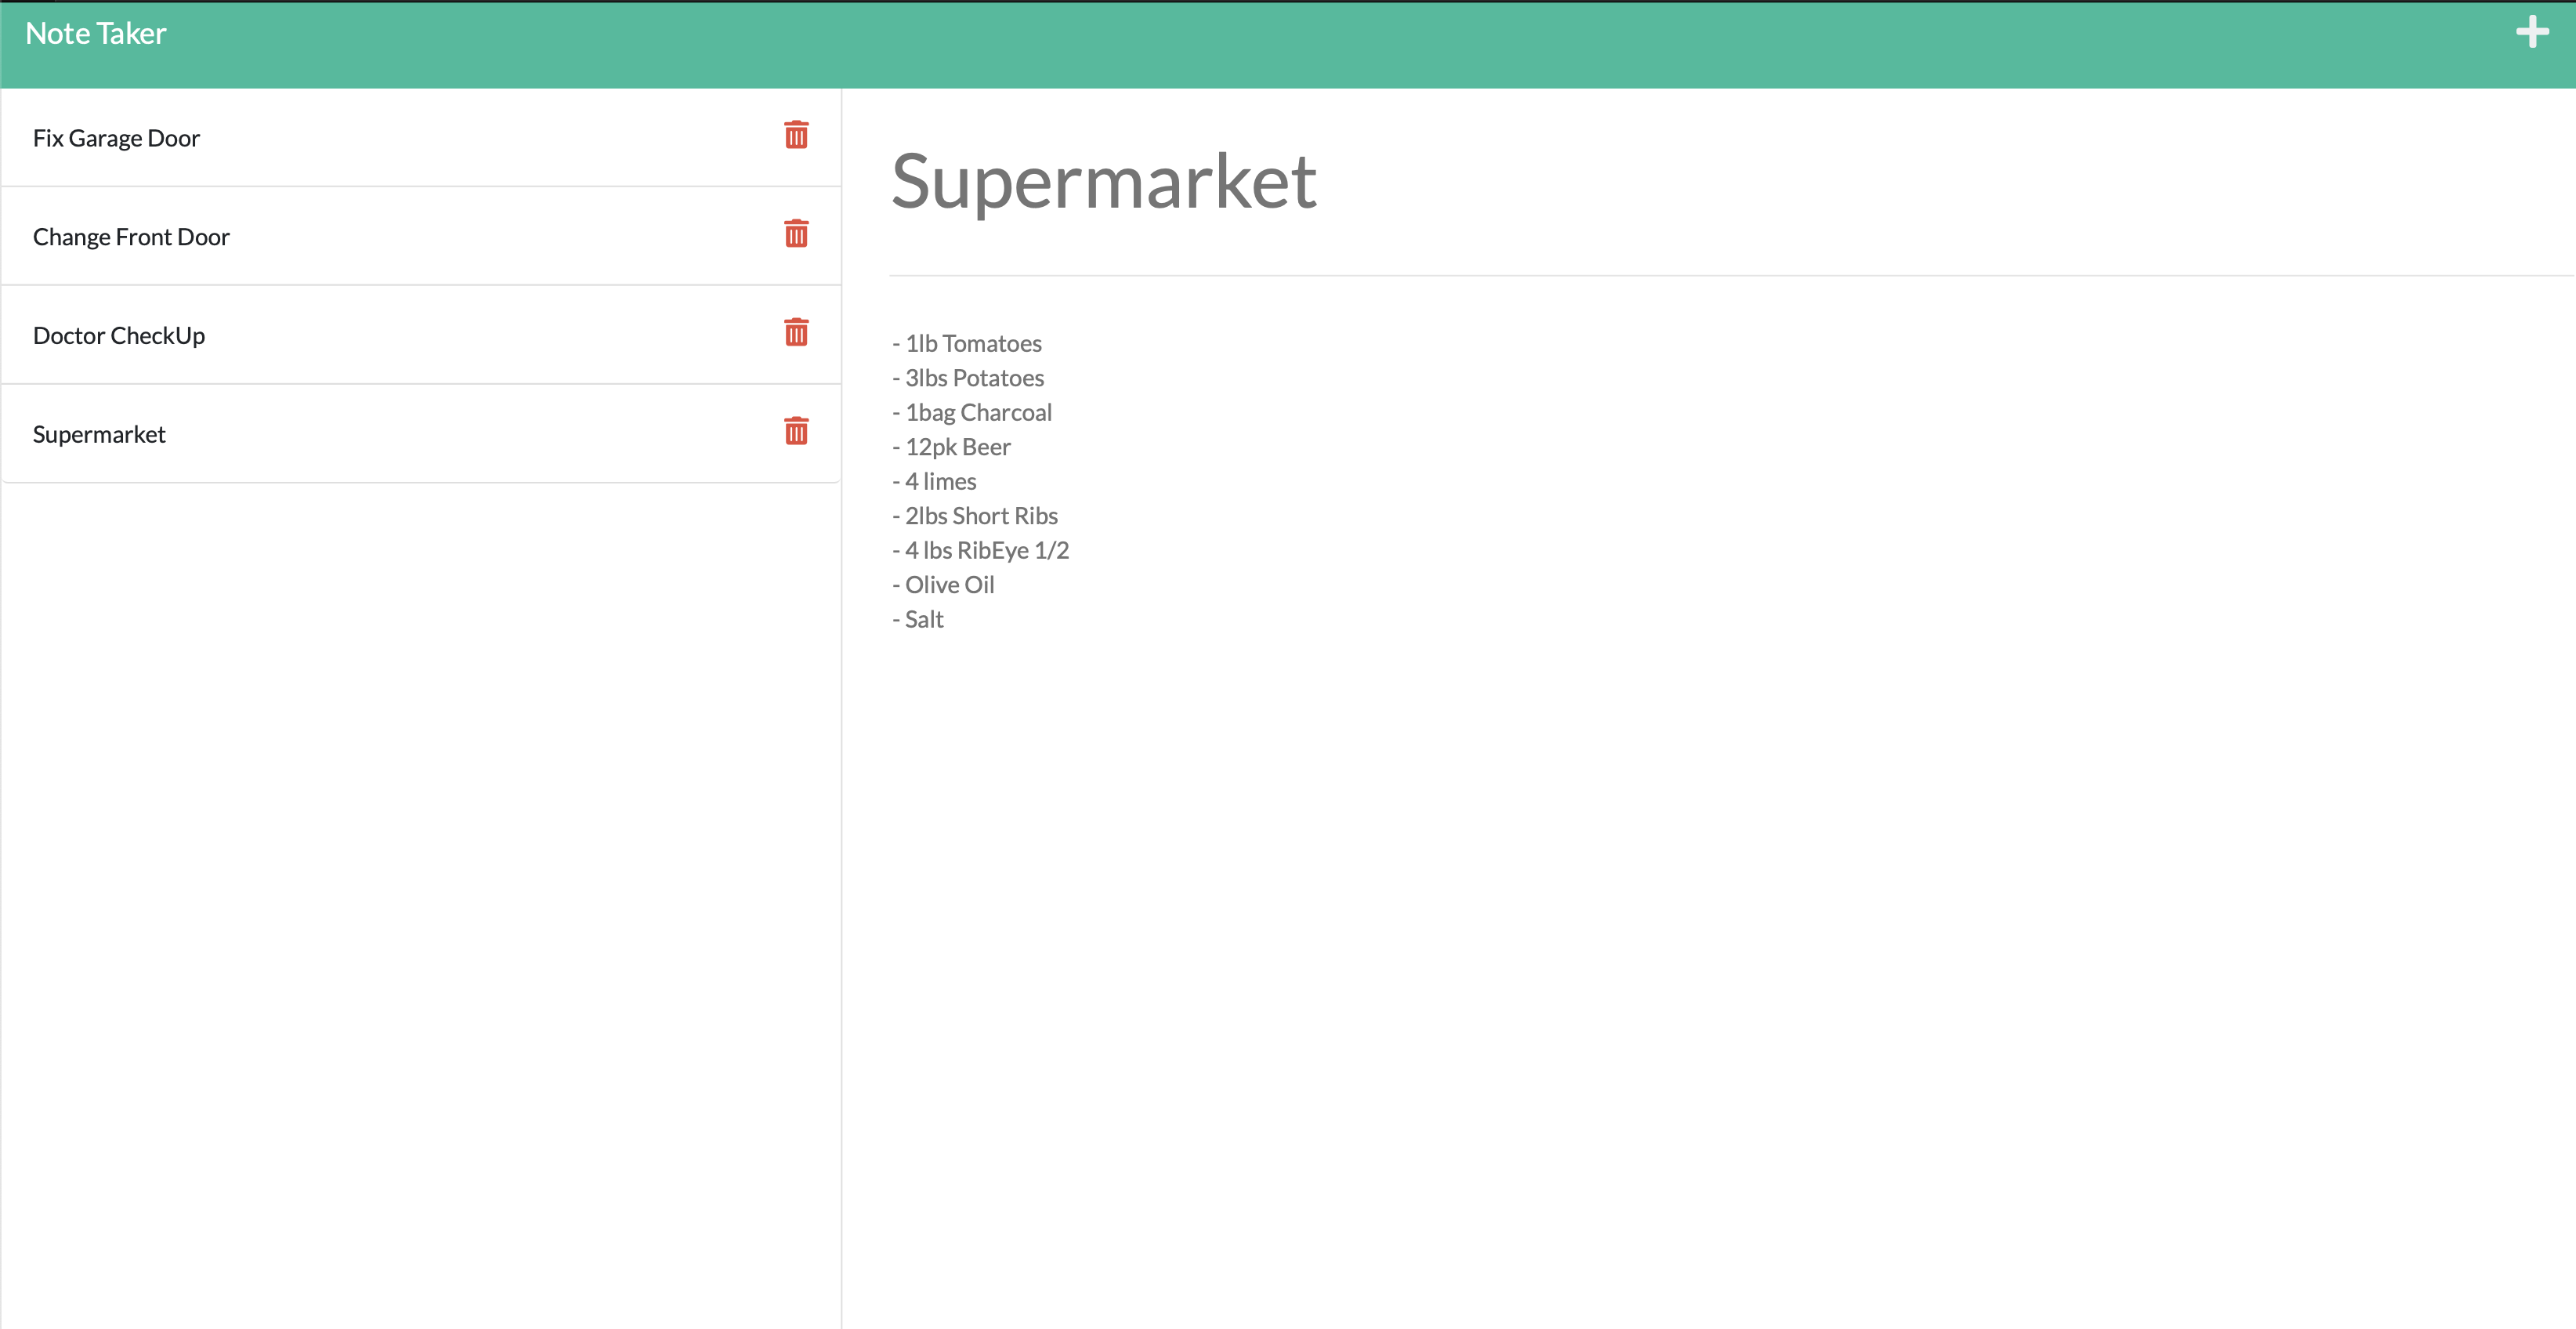 Note Taker
Fix Garage Door
Change Front Door
Doctor CheckUp
Supermarket
Supermarket
- 1lb Tomatoes
- 3lbs Potatoes
- 1bag Charcoal
- 12pk Beer
- 4 limes
- 2lbs Short Ribs
- 4 lbs RibEye 1/2
- Olive Oil
- Salt